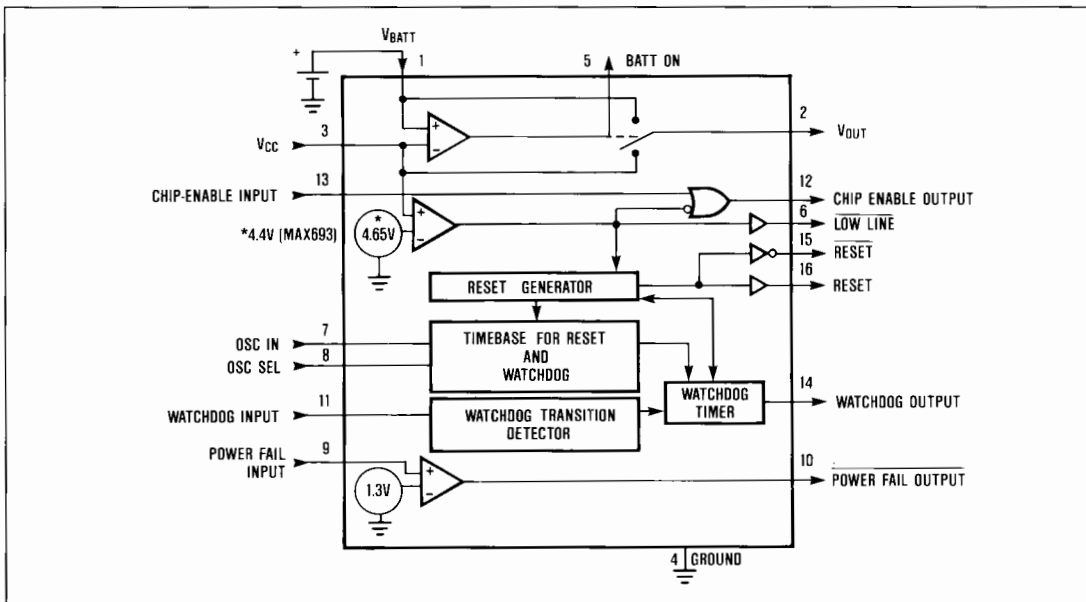 VBATT
+
1
5 BATT ON
2
VOUT
3
VCC
+
−
13
CHIP-ENABLE INPUT
12
CHIP ENABLE OUTPUT
6
LOW LINE
*4.4V (MAX693)
*
4.65V
+
−
15
RESET
16
RESET
RESET GENERATOR
7
OSC IN
8
OSC SEL
TIMEBASE FOR RESET
AND
WATCHDOG
11
WATCHDOG INPUT
WATCHDOG TRANSITION
DETECTOR
WATCHDOG
TIMER
14
WATCHDOG OUTPUT
9
POWER FAIL
INPUT
1.3V
+
−
10
POWER FAIL OUTPUT
4 GROUND